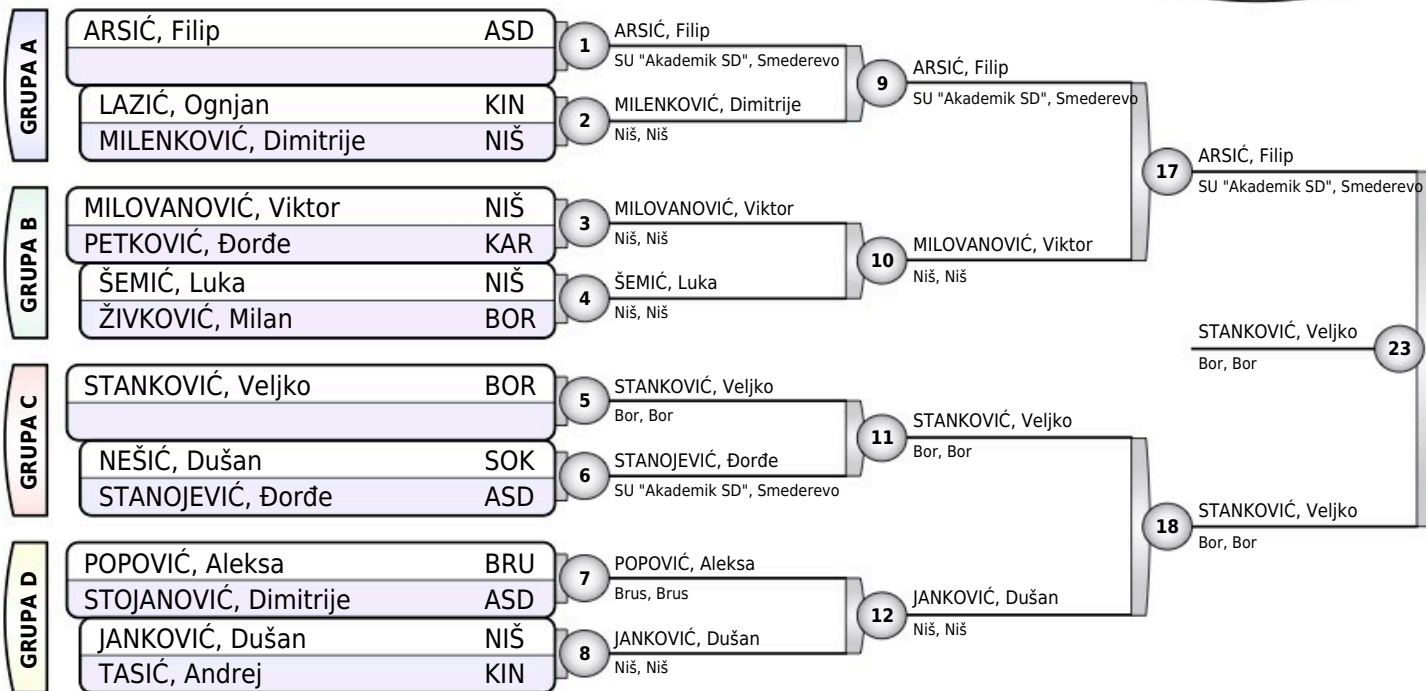 GRUPA A
ARSIĆ, Filip ASD
LAZIĆ, Ognjan KIN
MILENKOVIĆ, Dimitrije NIŠ
GRUPA B
MILOVANOVIĆ, Viktor NIŠ
PETKOVIĆ, Đorđe KAR
ŠEMIĆ, Luka NIŠ
ŽIVKOVIĆ, Milan BOR
GRUPA C
STANKOVIĆ, Veljko BOR
NEŠIĆ, Dušan SOK
STANOJEVIĆ, Đorđe ASD
GRUPA D
POPOVIĆ, Aleksa BRU
STOJANOVIĆ, Dimitrije ASD
JANKOVIĆ, Dušan NIŠ
TASIĆ, Andrej KIN
1 ARSIĆ, Filip
SU "Akademik SD", Smederevo
2 MILENKOVIĆ, Dimitrije
Niš, Niš
3 MILOVANOVIĆ, Viktor
Niš, Niš
4 ŠEMIĆ, Luka
Niš, Niš
5 STANKOVIĆ, Veljko
Bor, Bor
6 STANOJEVIĆ, Đorđe
SU "Akademik SD", Smederevo
7 POPOVIĆ, Aleksa
Brus, Brus
8 JANKOVIĆ, Dušan
Niš, Niš
9 ARSIĆ, Filip
SU "Akademik SD", Smederevo
10 MILOVANOVIĆ, Viktor
Niš, Niš
11 STANKOVIĆ, Veljko
Bor, Bor
12 JANKOVIĆ, Dušan
Niš, Niš
17 ARSIĆ, Filip
SU "Akademik SD", Smederevo
18 STANKOVIĆ, Veljko
Bor, Bor
STANKOVIĆ, Veljko 23
Bor, Bor